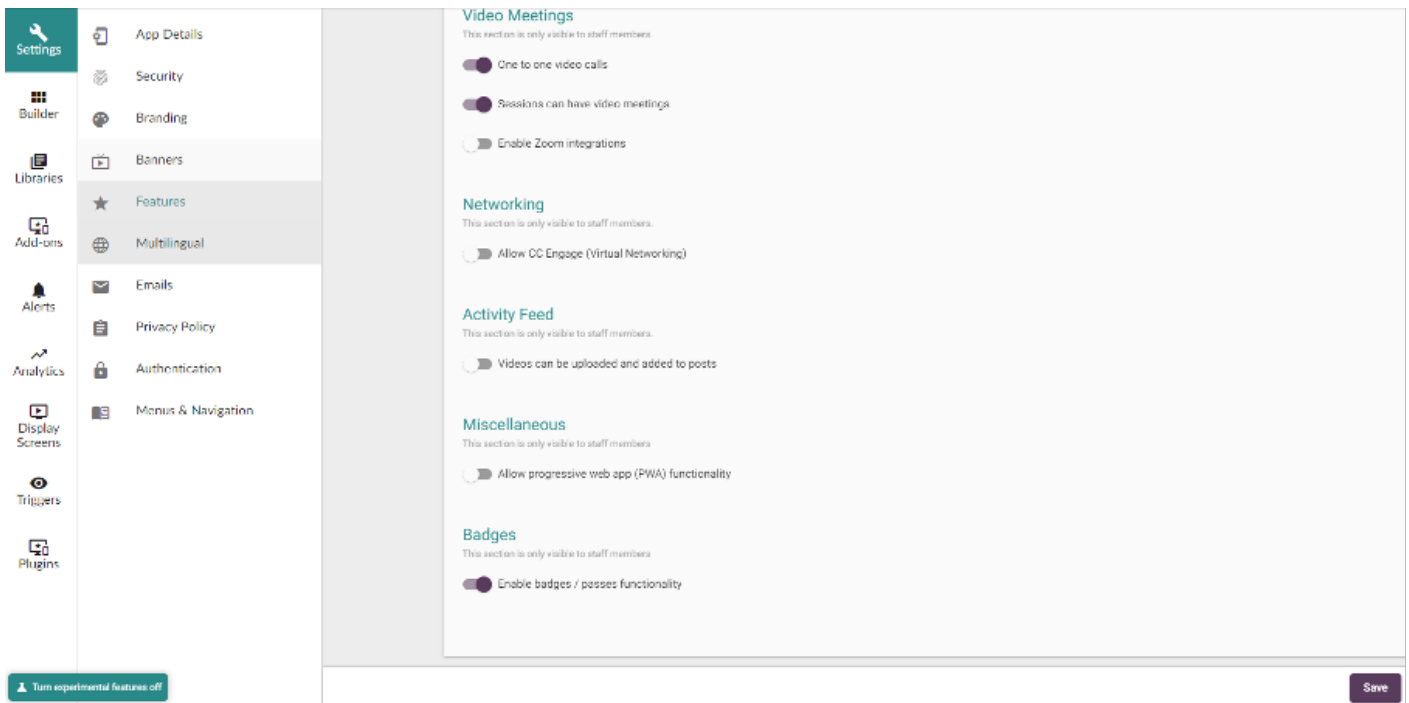 Settings
Builder
Libraries
Add-ons
Alerts
Analytics
Display
Screens
Triggers
Plugins
Turn experimental features off
App Details
Security
Branding
Banners
Features
Multilingual
Emails
Privacy Policy
Authentication
Menus & Navigation
Video Meetings
This section is only visible to staff members.
One to one video calls
Sessions can have video meetings
Enable Zoom integrations
Networking
This section is only visible to staff members.
Allow CC Engage (Virtual Networking)
Activity Feed
This section is only visible to staff members.
Videos can be uploaded and added to posts
Miscellaneous
This section is only visible to staff members
Allow progressive web app (PWA) functionality
Badges
This section is only visible to staff members
Enable badges / passes functionality
Save